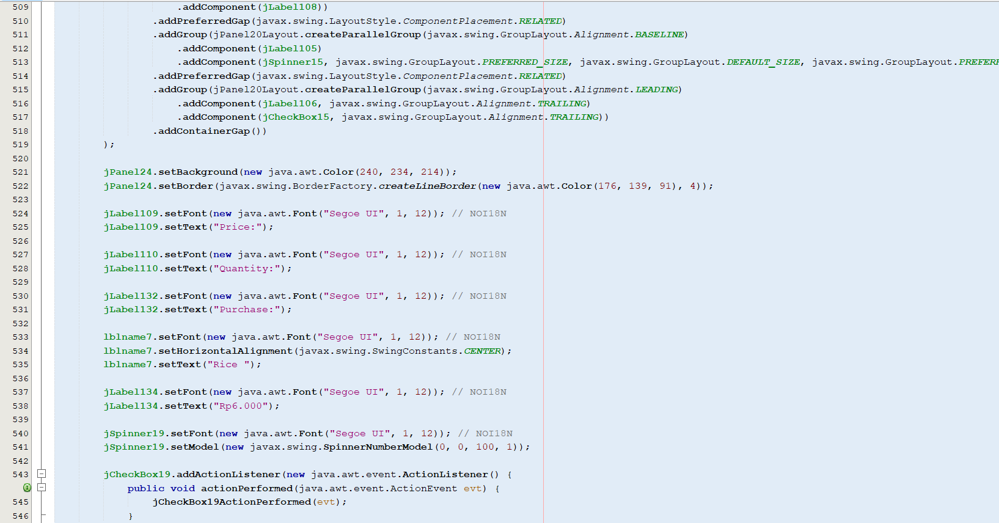 509 .addComponent(jLabel108))
510 .addPreferredGap(javax.swing.LayoutStyle.ComponentPlacement.RELATED)
511 .addGroup(jPanel20Layout.createParallelGroup(javax.swing.GroupLayout.Alignment.BASELINE)
512 .addComponent(jLabel105)
513 .addComponent(jSpinner15, javax.swing.GroupLayout.PREFERRED_SIZE, javax.swing.GroupLayout.DEFAULT_SIZE, javax.swing.GroupLayout.PREFERR
514 .addPreferredGap(javax.swing.LayoutStyle.ComponentPlacement.RELATED)
515 .addGroup(jPanel20Layout.createParallelGroup(javax.swing.GroupLayout.Alignment.LEADING)
516 .addComponent(jLabel106, javax.swing.GroupLayout.Alignment.TRAILING)
517 .addComponent(jCheckBox15, javax.swing.GroupLayout.Alignment.TRAILING))
518 .addContainerGap())
519 );
520
521 jPanel24.setBackground(new java.awt.Color(240, 234, 214));
522 jPanel24.setBorder(javax.swing.BorderFactory.createLineBorder(new java.awt.Color(176, 139, 91), 4));
523
524 jLabel109.setFont(new java.awt.Font("Segoe UI", 1, 12)); // NOI18N
525 jLabel109.setText("Price:");
526
527 jLabel110.setFont(new java.awt.Font("Segoe UI", 1, 12)); // NOI18N
528 jLabel110.setText("Quantity:");
529
530 jLabel132.setFont(new java.awt.Font("Segoe UI", 1, 12)); // NOI18N
531 jLabel132.setText("Purchase:");
532
533 lblname7.setFont(new java.awt.Font("Segoe UI", 1, 12)); // NOI18N
534 lblname7.setHorizontalAlignment(javax.swing.SwingConstants.CENTER);
535 lblname7.setText("Rice ");
536
537 jLabel134.setFont(new java.awt.Font("Segoe UI", 1, 12)); // NOI18N
538 jLabel134.setText("Rp6.000");
539
540 jSpinner19.setFont(new java.awt.Font("Segoe UI", 1, 12)); // NOI18N
541 jSpinner19.setModel(new javax.swing.SpinnerNumberModel(0, 0, 100, 1));
542
543 jCheckBox19.addActionListener(new java.awt.event.ActionListener() {
public void actionPerformed(java.awt.event.ActionEvent evt) {
545 jCheckBox19ActionPerformed(evt);
546 }